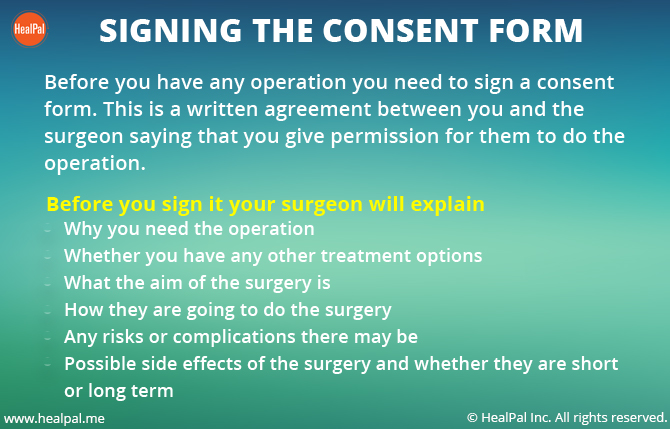 HealPal
SIGNING THE CONSENT FORM
Before you have any operation you need to sign a consent
form. This is a written agreement between you and the
surgeon saying that you give permission for them to do the
operation.
Before you sign it your surgeon will explain
- Why you need the operation
- Whether you have any other treatment options
- What the aim of the surgery is
- How they are going to do the surgery
- Any risks or complications there may be
- Possible side effects of the surgery and whether they are short
or long term
www.healpal.me
© HealPal Inc. All rights reserved.